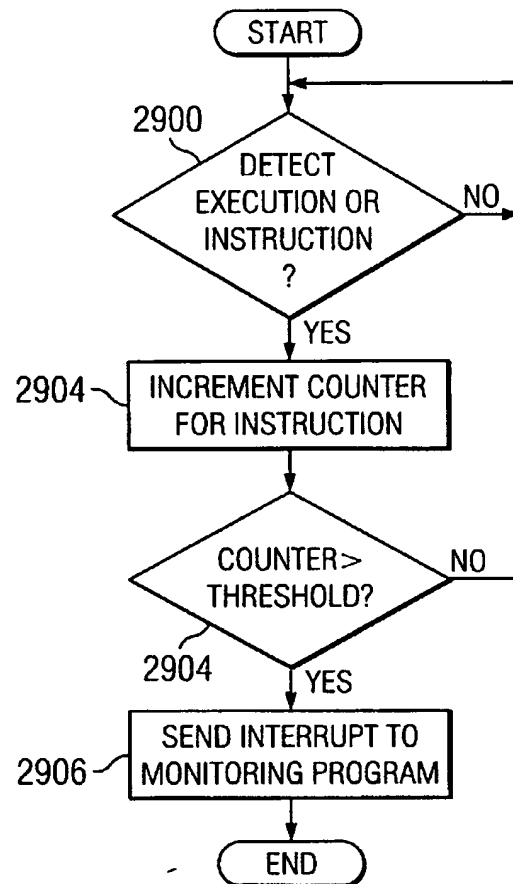 START
2900
DETECT
EXECUTION OR
INSTRUCTION
?
NO
YES
2904
INCREMENT COUNTER
FOR INSTRUCTION
COUNTER>
THRESHOLD?
NO
2904
YES
2906
SEND INTERRUPT TO
MONITORING PROGRAM
END